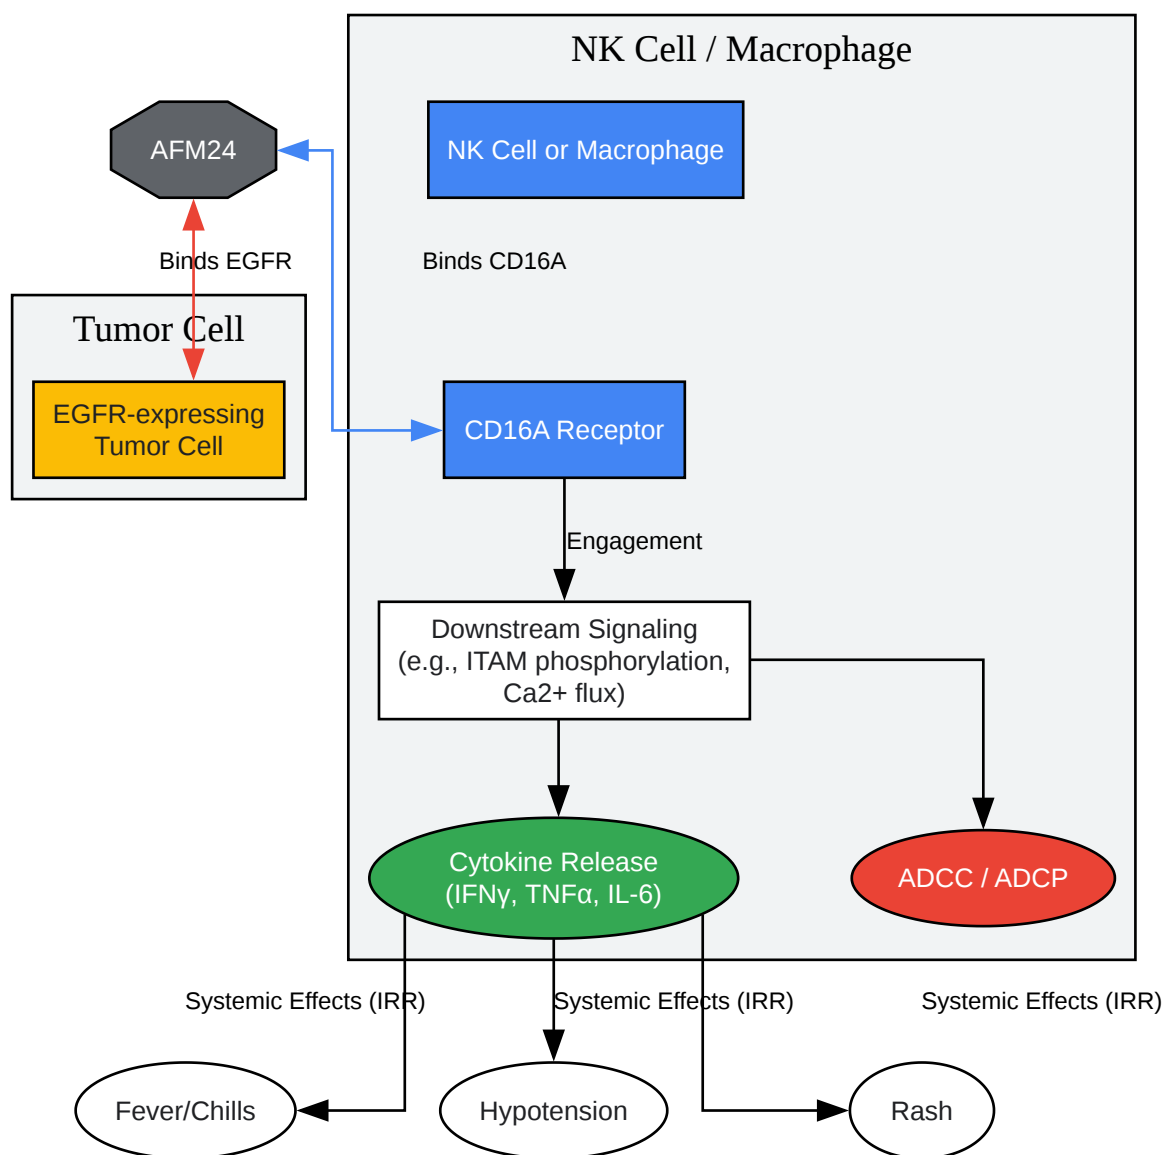 NK Cell / Macrophage
AFM24
NK Cell or Macrophage
Binds EGFR
Binds CD16A
Tumor Cell
EGFR-expressing
Tumor Cell
CD16A Receptor
Engagement
Downstream Signaling
(e.g., ITAM phosphorylation,
Ca2+ flux)
Cytokine Release
(IFNγ, TNFα, IL-6)
ADCC / ADCP
Systemic Effects (IRR)
Systemic Effects (IRR)
Systemic Effects (IRR)
Fever/Chills
Hypotension
Rash